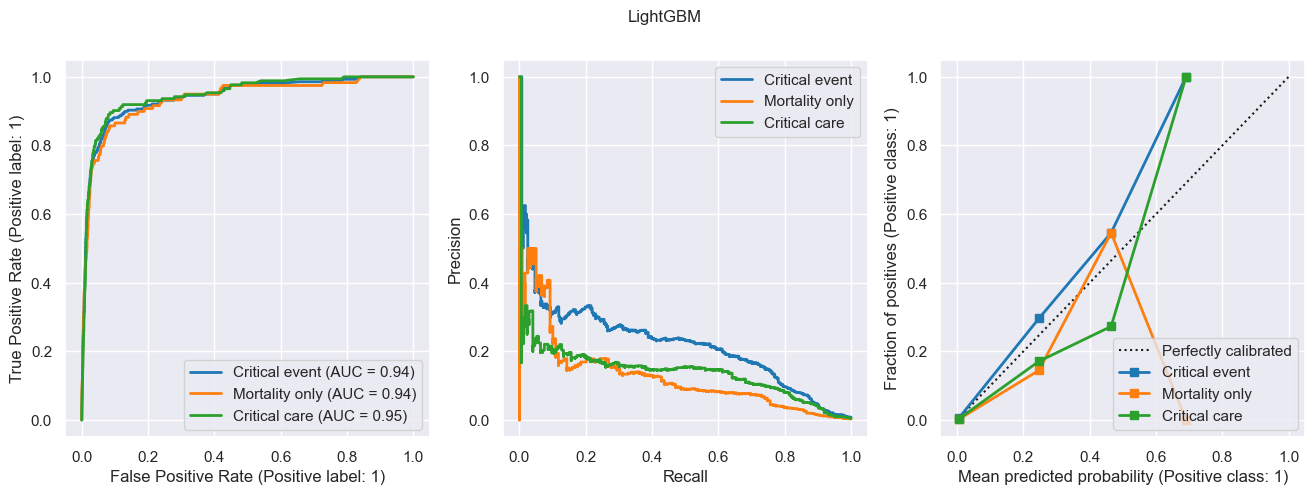 LightGBM
True Positive Rate (Positive label: 1)
1.0
0.8
0.6
0.4
0.2
0.0
Critical event (AUC = 0.94)
Mortality only (AUC = 0.94)
Critical care (AUC = 0.95)
0.0 0.2 0.4 0.6 0.8 1.0
False Positive Rate (Positive label: 1)
Precision
1.0
0.8
0.6
0.4
0.2
0.0
Critical event
Mortality only
Critical care
0.0 0.2 0.4 0.6 0.8 1.0
Recall
Fraction of positives (Positive class: 1)
1.0
0.8
0.6
0.4
0.2
0.0
Perfectly calibrated
Critical event
Mortality only
Critical care
0.0 0.2 0.4 0.6 0.8 1.0
Mean predicted probability (Positive class: 1)